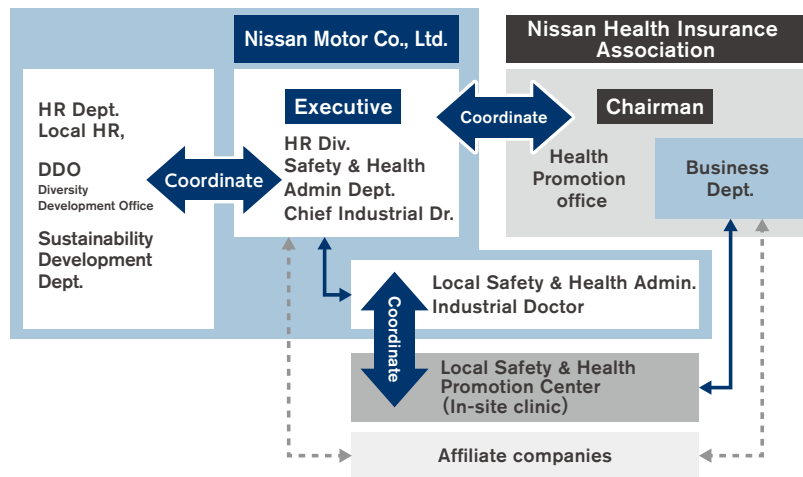 Nissan Motor Co., Ltd.
Nissan Health Insurance
Association
HR Dept.
Local HR,
DDO
Diversity
Development Office
Sustainability
Development
Dept.
Coordinate
Executive
HR Div.
Safety & Health
Admin Dept.
Chief Industrial Dr.
Coordinate
Chairman
Health
Promotion
office
Business
Dept.
Local Safety & Health Admin.
Industrial Doctor
Coordinate
Local Safety & Health
Promotion Center
(In-site clinic)
Affiliate companies